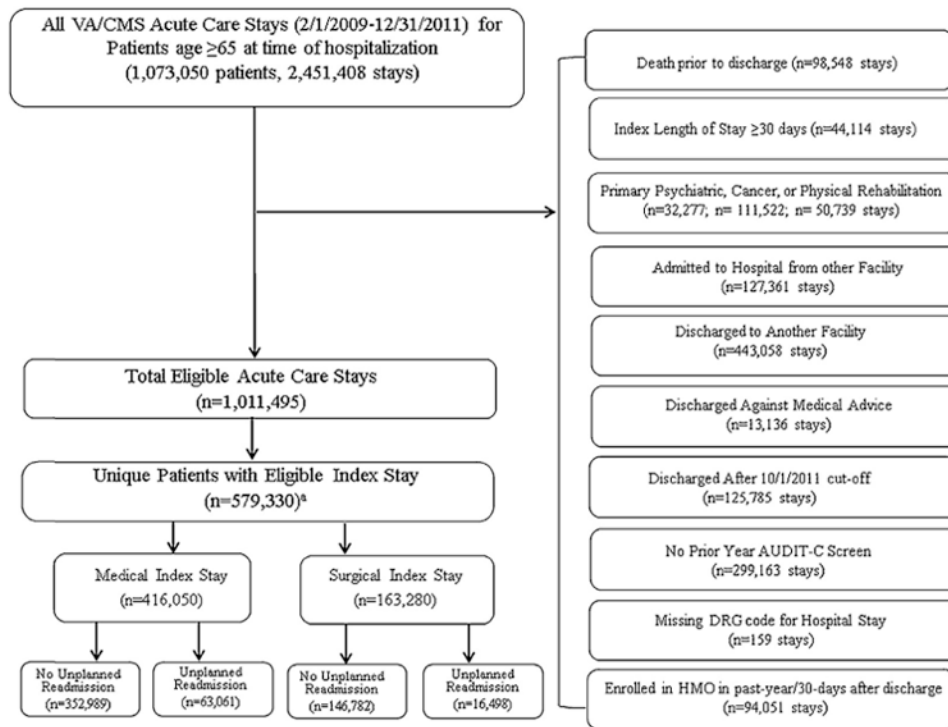 All VA/CMS Acute Care Stays (2/1/2009-12/31/2011) for
Patients age ≥65 at time of hospitalization
(1,073,050 patients, 2,451,408 stays)
Death prior to discharge (n=98,548 stays)
Index Length of Stay ≥30 days (n=44,114 stays)
Primary Psychiatric, Cancer, or Physical Rehabilitation
(n=32,277; n= 111,522; n= 50,739 stays)
Admitted to Hospital from other Facility
(n=127,361 stays)
Discharged to Another Facility
(n=443,058 stays)
Discharged Against Medical Advice
(n=13,136 stays)
Discharged After 10/1/2011 cut-off
(n=125,785 stays)
No Prior Year AUDIT-C Screen
(n=299,163 stays)
Missing DRG code for Hospital Stay
(n=159 stays)
Enrolled in HMO in past-year/30-days after discharge
(n=94,051 stays)
Total Eligible Acute Care Stays
(n=1,011,495)
Unique Patients with Eligible Index Stay
(n=579,330)ª
Medical Index Stay
(n=416,050)
Surgical Index Stay
(n=163,280)
No Unplanned
Readmission
(n=352,989)
Unplanned
Readmission
(n=63,061)
No Unplanned
Readmission
(n=146,782)
Unplanned
Readmission
(n=16,498)